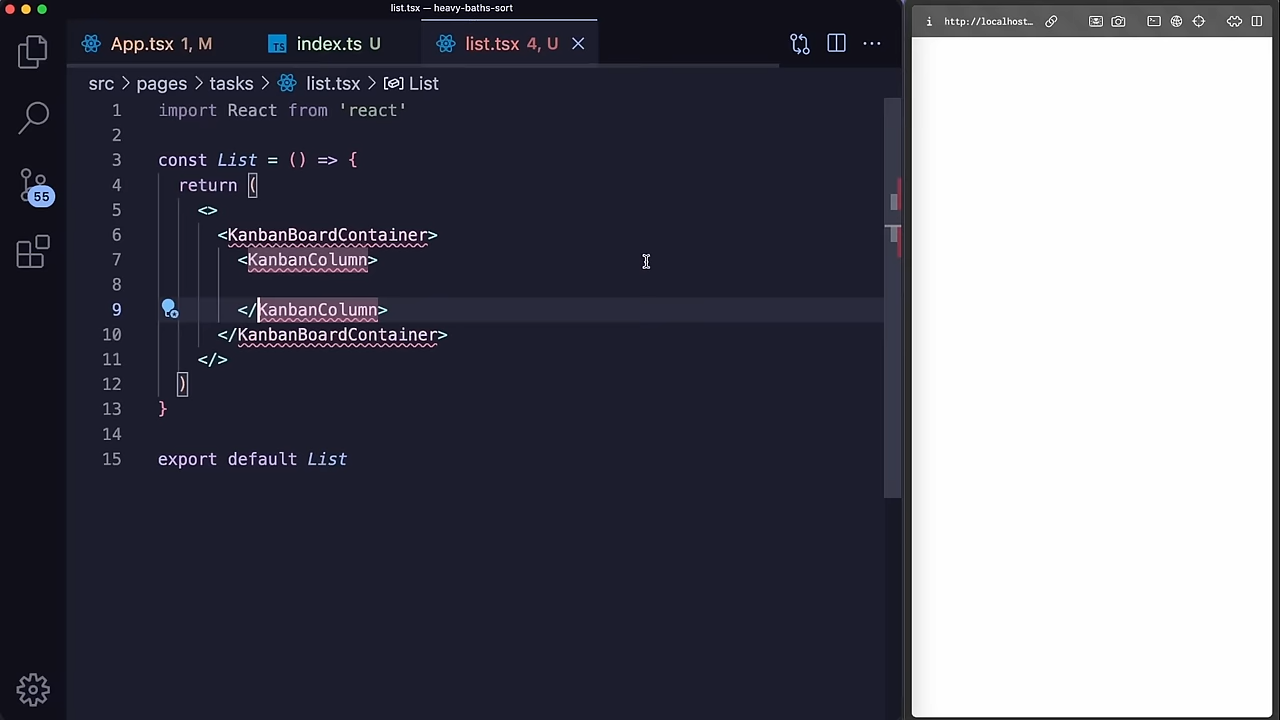 list.tsx — heavy-baths-sort
App.tsx 1, M
TS index.ts U
list.tsx 4, U
http://localhost...
src > pages > tasks > list.tsx > List
1 import React from 'react'
2
3 const List = () => {
4 return (
5 <>
6 <KanbanBoardContainer>
7 <KanbanColumn>
8
9 </KanbanColumn>
10 </KanbanBoardContainer>
11 </>
12 )
13 }
14
15 export default List
55